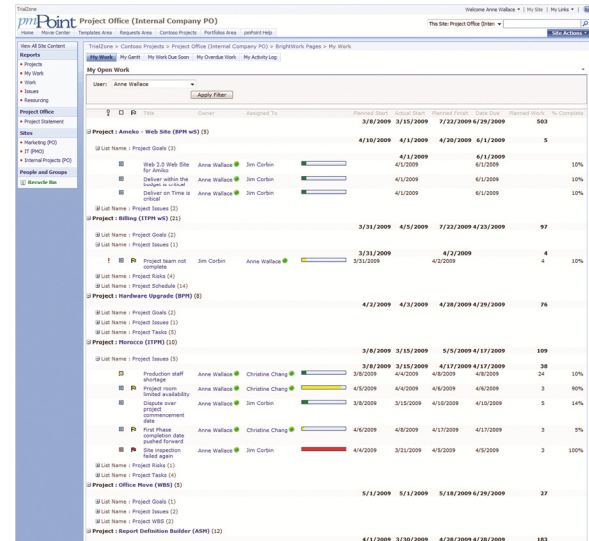 TrialZone
Welcome Anne Wallace | My Site | My Links |
pmPoint Project Office (Internal Company PO)
This Site: Project Office (Inter
Home Movie Center Templates Area Requests Area Contoso Projects Portfolios Area pmPoint Help
Site Actions
View All Site Content
TrialZone > Contoso Projects > Project Office (Internal Company PO) > BrightWork Pages > My Work
Reports
Projects
My Work
Work
Issues
Resourcing
Project Office
Project Statement
Sites
Marketing (PO)
IT (PMO)
Internal Projects (PO)
People and Groups
Recycle Bin
My Work My Gantt My Work Due Soon My Overdue Work My Activity Log
My Open Work
User: Anne Wallace
Apply Filter
Title Owner Assigned To Planned Start Actual Start Planned Finish Date Due Planned Work % Complete
3/8/2009 3/15/2009 7/22/2009 6/29/2009 503
Project : Ameko - Web Site (BPM wS) (5)
4/10/2009 4/1/2009 4/20/2009 6/1/2009 5
List Name : Project Goals (3)
4/1/2009 6/1/2009
Web 2.0 Web Site for Amiko Anne Wallace Jim Corbin 4/1/2009 6/1/2009 10%
Deliver within the budget is critical Anne Wallace Jim Corbin 4/1/2009 6/1/2009 10%
Deliver on Time is critical Anne Wallace Jim Corbin 4/1/2009 6/1/2009 10%
List Name : Project Issues (2)
Project : Billing (ITPM wS) (21)
3/31/2009 4/5/2009 7/22/2009 4/23/2009 97
List Name : Project Goals (2)
List Name : Project Issues (1)
3/31/2009 4/2/2009 4
Project team not complete Jim Corbin Anne Wallace 3/31/2009 4/2/2009 4 10%
List Name : Project Risks (4)
List Name : Project Schedule (14)
Project : Hardware Upgrade (BPM) (8)
4/2/2009 4/3/2009 4/28/2009 4/29/2009 76
List Name : Project Goals (2)
List Name : Project Issues (1)
List Name : Project Tasks (5)
Project : Morocco (ITPM) (10)
3/8/2009 3/15/2009 5/5/2009 4/17/2009 109
List Name : Project Issues (5)
3/8/2009 3/15/2009 4/17/2009 4/17/2009 38
Production staff shortage Anne Wallace Christine Chang 3/8/2009 4/4/2009 4/8/2009 4/8/2009 24 10%
Project room limited availability Anne Wallace Christine Chang 4/5/2009 4/4/2009 4/6/2009 4/6/2009 3 90%
Dispute over project commencement date Anne Wallace Jim Corbin 3/8/2009 3/15/2009 4/10/2009 4/10/2009 5 14%
First Phase completion date pushed forward Anne Wallace Christine Chang 4/6/2009 4/8/2009 4/17/2009 4/17/2009 3 5%
Site inspection failed again Anne Wallace Jim Corbin 4/4/2009 3/21/2009 4/5/2009 4/5/2009 3 100%
List Name : Project Risks (1)
List Name : Project Tasks (4)
Project : Office Move (WBS) (5)
5/1/2009 5/1/2009 5/18/2009 6/29/2009 27
List Name : Project Goals (1)
List Name : Project Issues (2)
List Name : Project WBS (2)
Project : Report Definition Builder (ASM) (12)
4/1/2009 3/30/2009 4/28/2009 4/28/2009 183